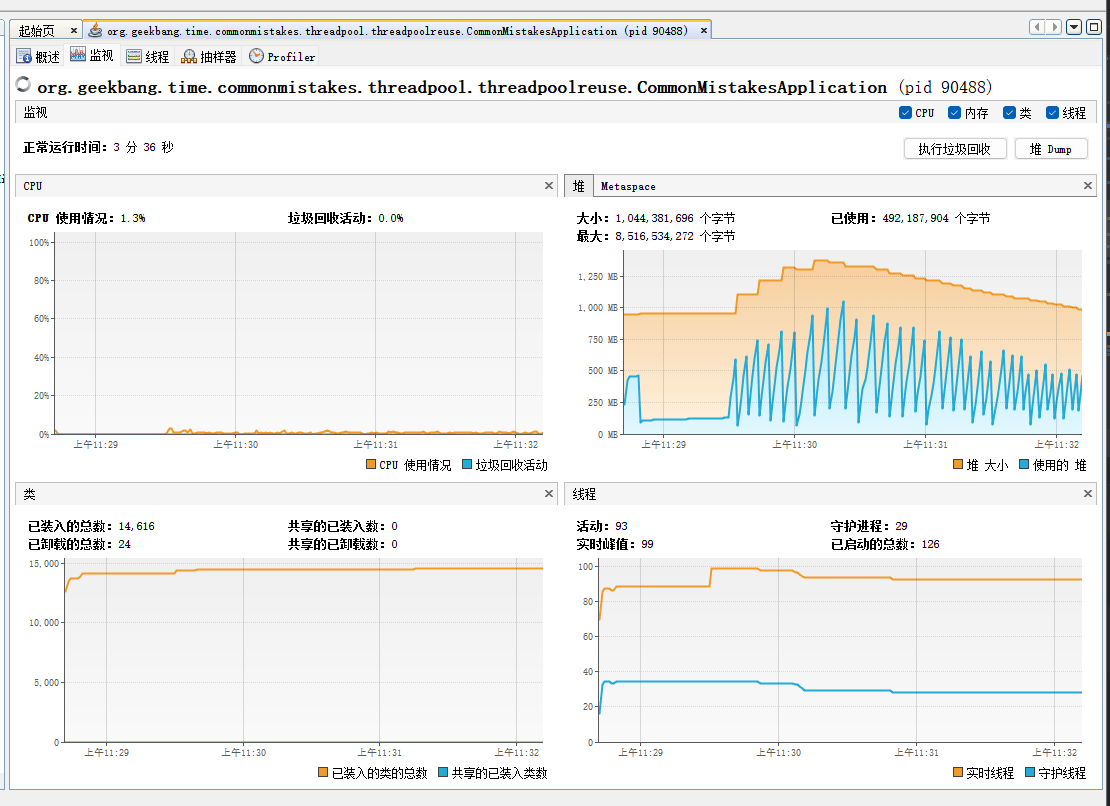 起始页 × org.geekbang.time.commonmistakes.threadpool.threadpoolreuse.CommonMistakesApplication (pid 90488) ×
概述 监视 线程 抽样器 Profiler
org.geekbang.time.commonmistakes.threadpool.threadpoolreuse.CommonMistakesApplication (pid 90488)
监视 CPU 内存 类 线程
正常运行时间: 3 分 36 秒 执行垃圾回收 堆 Dump
CPU ×
CPU 使用情况: 1.3% 垃圾回收活动: 0.0%
100%
80%
60%
40%
20%
0%
上午11:29 上午11:30 上午11:31 上午11:32
CPU 使用情况 垃圾回收活动
堆 Metaspace ×
大小: 1,044,381,696 个字节 已使用: 492,187,904 个字节
最大: 8,516,534,272 个字节
1,250 MB
1,000 MB
750 MB
500 MB
250 MB
0 MB
上午11:29 上午11:30 上午11:31 上午11:32
堆 大小 使用的 堆
类 ×
已装入的总数: 14,616 共享的已装入数: 0
已卸载的总数: 24 共享的已卸载数: 0
15,000
10,000
5,000
0
上午11:29 上午11:30 上午11:31 上午11:32
已装入的类的总数 共享的已装入类数
线程 ×
活动: 93 守护进程: 29
实时峰值: 99 已启动的总数: 126
100
80
60
40
20
0
上午11:29 上午11:30 上午11:31 上午11:32
实时线程 守护线程